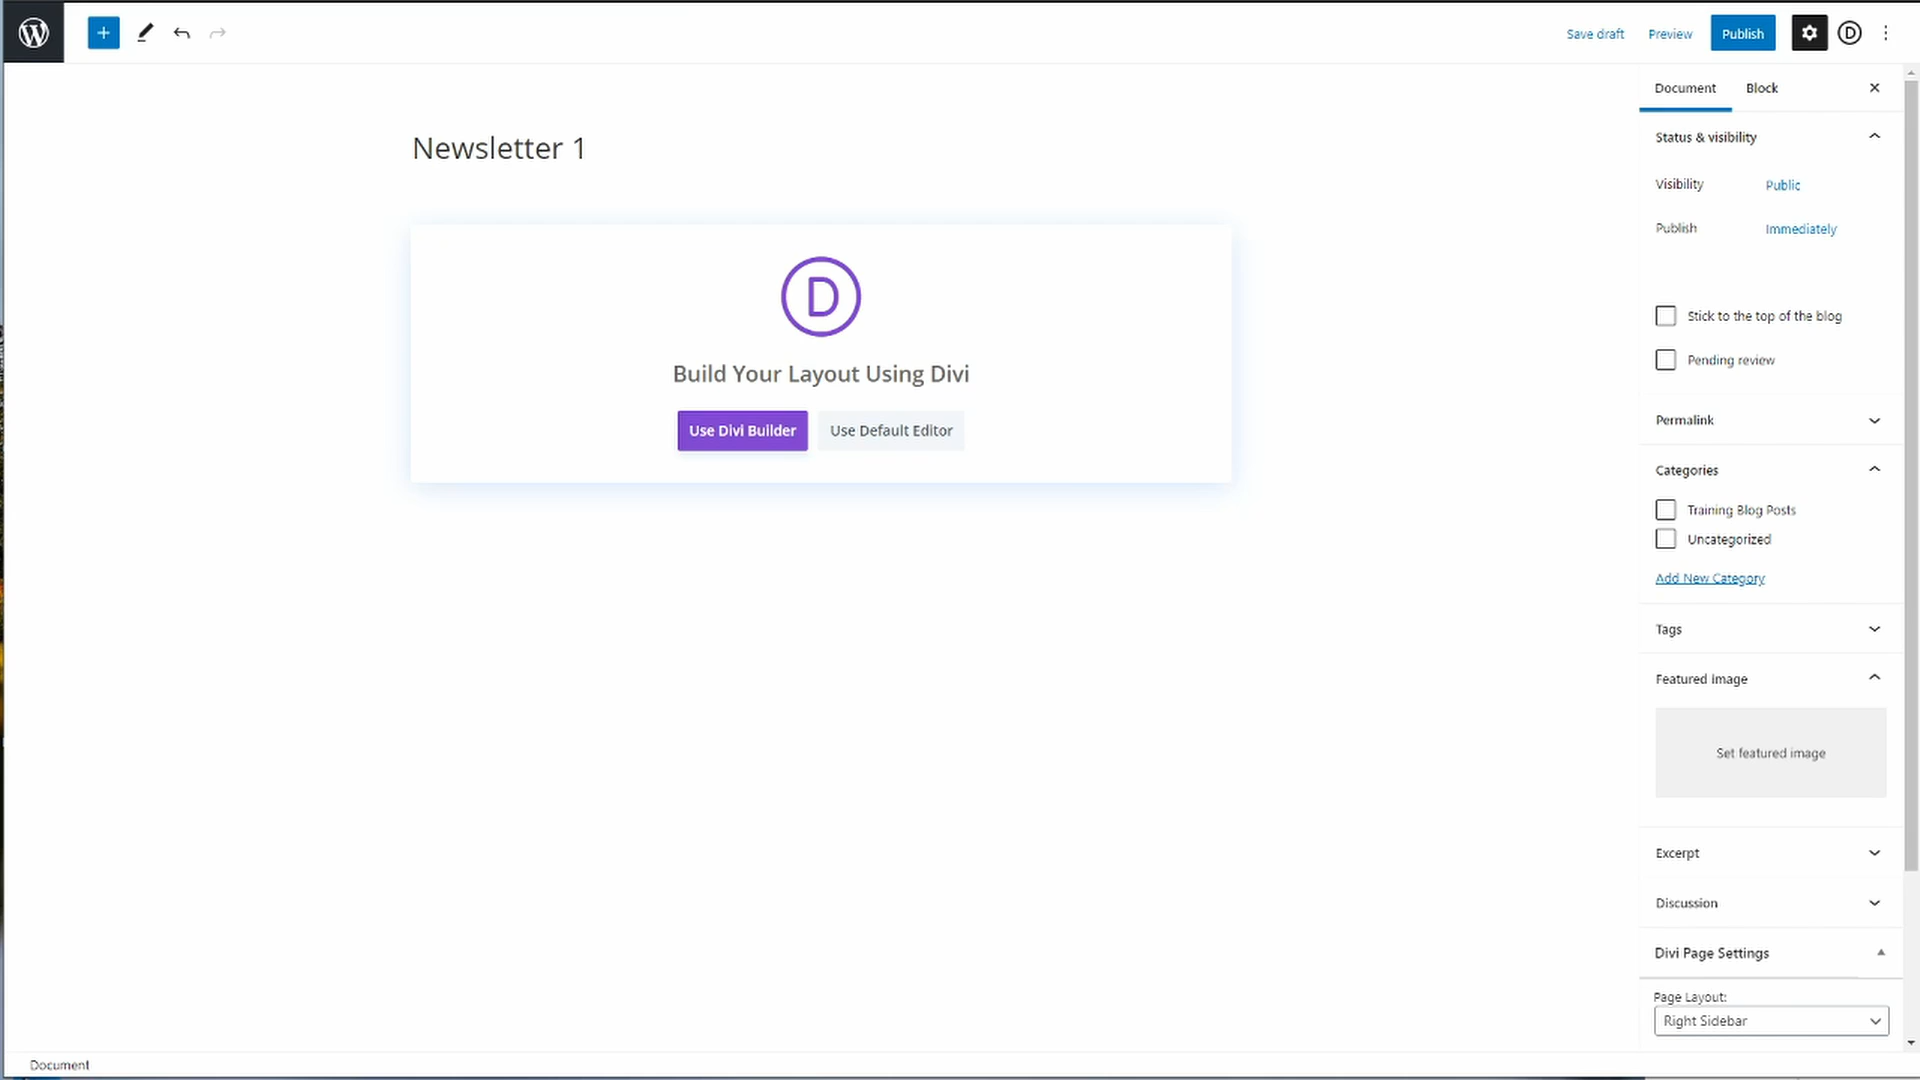 Save draft
Preview
Publish
Document
Block
Newsletter 1
Status & visibility
Visibility
Public
Publish
Immediately
Stick to the top of the blog
Pending review
D
Build Your Layout Using Divi
Use Divi Builder
Use Default Editor
Permalink
Categories
Training Blog Posts
Uncategorized
Add New Category
Tags
Featured image
Set featured image
Excerpt
Discussion
Divi Page Settings
Page Layout:
Right Sidebar
Document